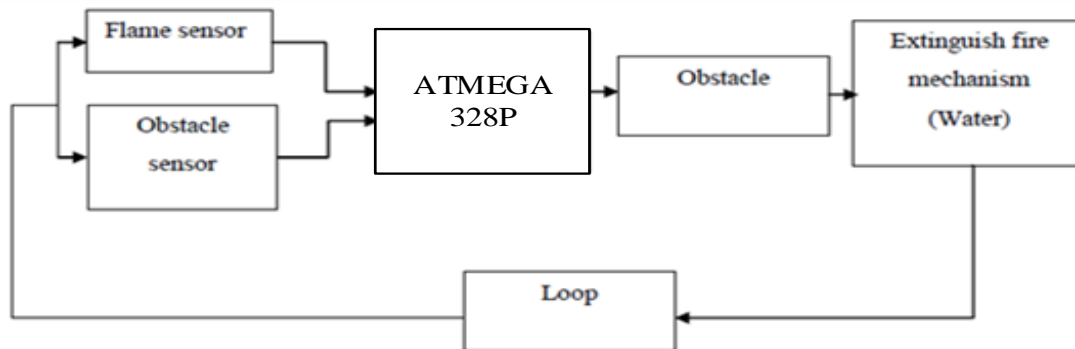 Flame sensor
Obstacle
sensor
ATMEGA
328P
Obstacle
Extinguish fire
mechanism
(Water)
Loop